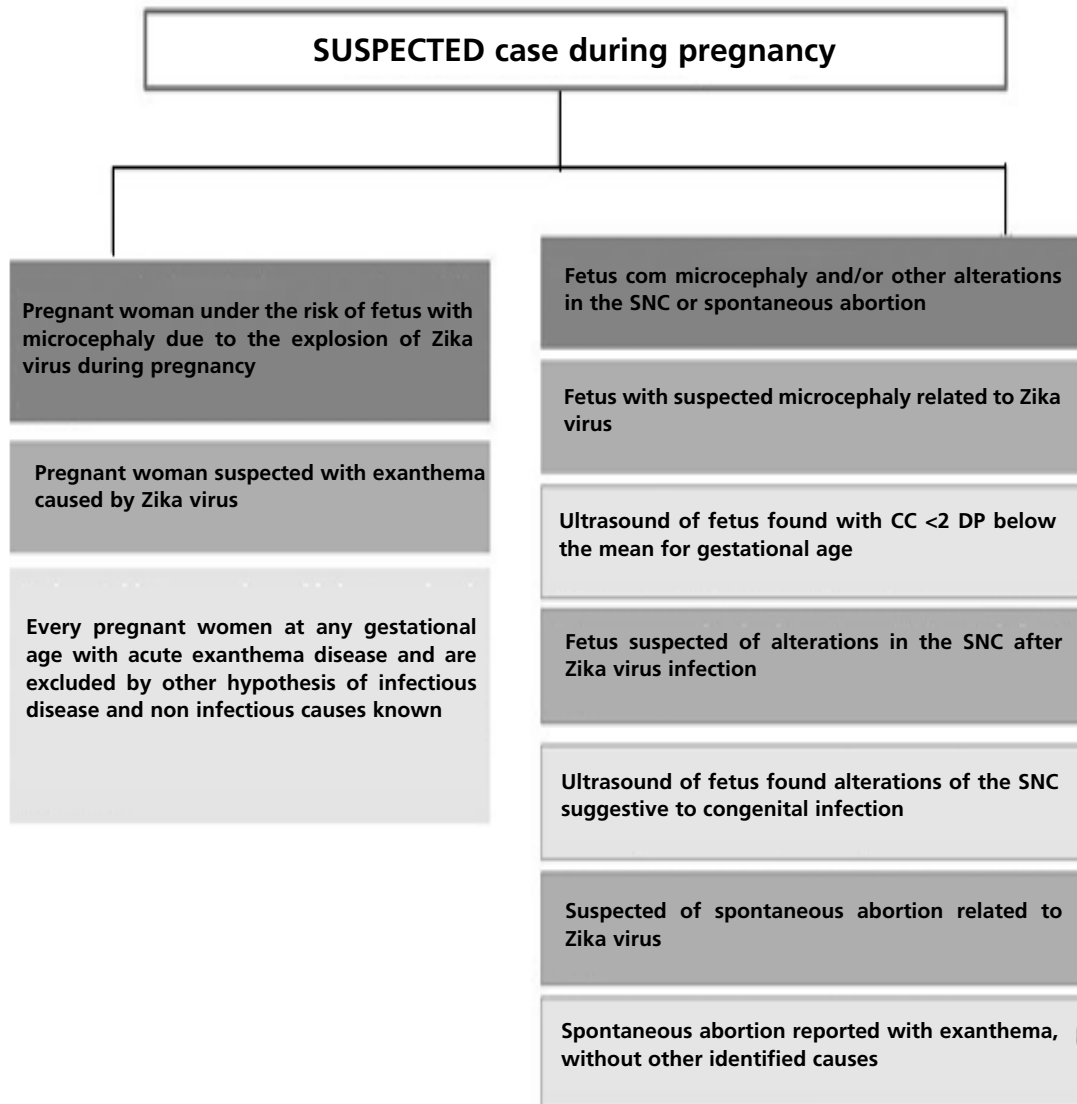 SUSPECTED case during pregnancy
Pregnant woman under the risk of fetus with
microcephaly due to the explosion of Zika
virus during pregnancy
Pregnant woman suspected with exanthema
caused by Zika virus
Every pregnant women at any gestational
age with acute exanthema disease and are
excluded by other hypothesis of infectious
disease and non infectious causes known
Fetus com microcephaly and/or other alterations
in the SNC or spontaneous abortion
Fetus with suspected microcephaly related to Zika
virus
Ultrasound of fetus found with CC <2 DP below
the mean for gestational age
Fetus suspected of alterations in the SNC after
Zika virus infection
Ultrasound of fetus found alterations of the SNC
suggestive to congenital infection
Suspected of spontaneous abortion related to
Zika virus
Spontaneous abortion reported with exanthema,
without other identified causes